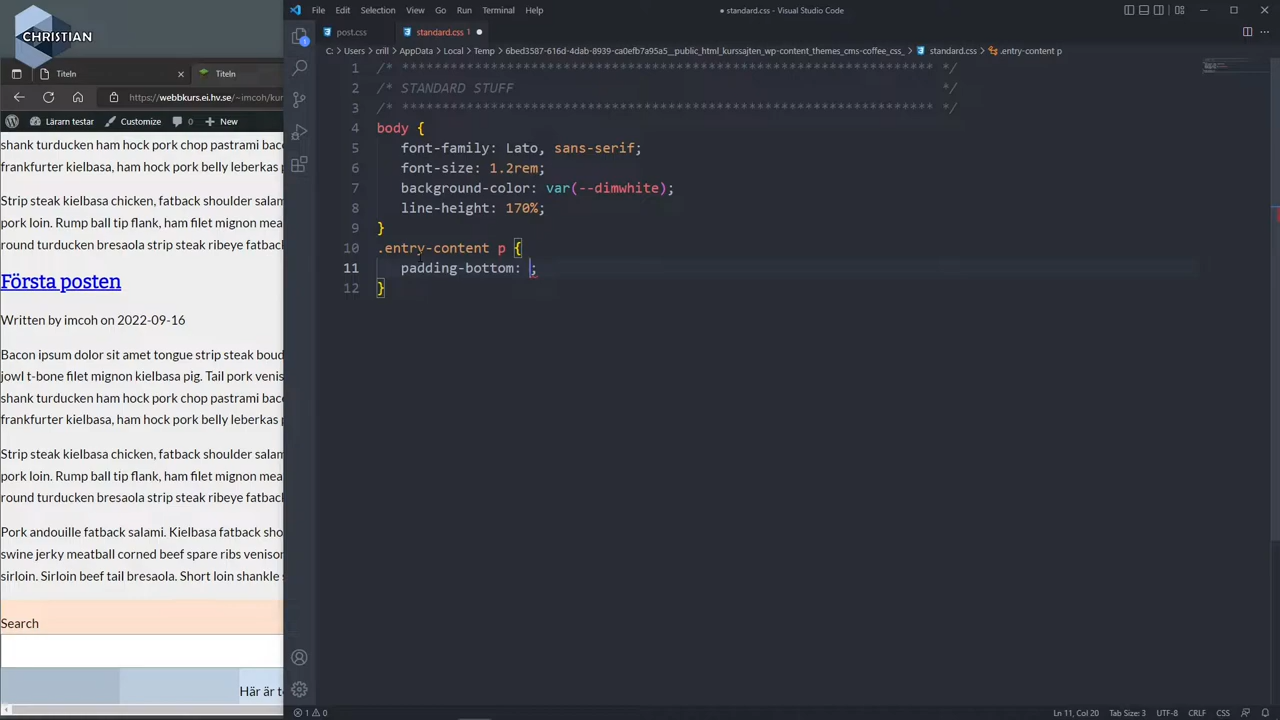 CHRISTIAN
Titeln
Titeln
https://webbkurs.ei.hv.se/~imcoh/kur
Lärarn testar
Customize
0
New
shank turducken ham hock pork chop pastrami bac
frankfurter kielbasa, ham hock pork belly leberkas p
Strip steak kielbasa chicken, fatback shoulder salam
pork loin. Rump ball tip flank, ham filet mignon mea
round turducken bresaola strip steak ribeye fatback
Första posten
Written by imcoh on 2022-09-16
Bacon ipsum dolor sit amet tongue strip steak boud
jowl t-bone filet mignon kielbasa pig. Tail pork venis
shank turducken ham hock pork chop pastrami bac
frankfurter kielbasa, ham hock pork belly leberkas p
Strip steak kielbasa chicken, fatback shoulder salam
pork loin. Rump ball tip flank, ham filet mignon mea
round turducken bresaola strip steak ribeye fatback
Pork andouille fatback salami. Kielbasa fatback sho
swine jerky meatball corned beef spare ribs venison
sirloin. Sirloin beef tail bresaola. Short loin shankle s
Search
Här är te
File Edit Selection View Go Run Terminal Help
● standard.css - Visual Studio Code
post.css
standard.css 1 ●
C: > Users > crill > AppData > Local > Temp > 6bed3587-616d-4dab-8939-ca0efb7a95a5__public_html_kurssajten_wp-content_themes_cms-coffee_css_ > standard.css > .entry-content p
1 /* *************************************************************** */
2 /* STANDARD STUFF */
3 /* *************************************************************** */
4 body {
5 font-family: Lato, sans-serif;
6 font-size: 1.2rem;
7 background-color: var(--dimwhite);
8 line-height: 170%;
9 }
10 .entry-content p {
11 padding-bottom: ;
12 }
1
1 0
Ln 11, Col 20 Tab Size: 3 UTF-8 CRLF CSS